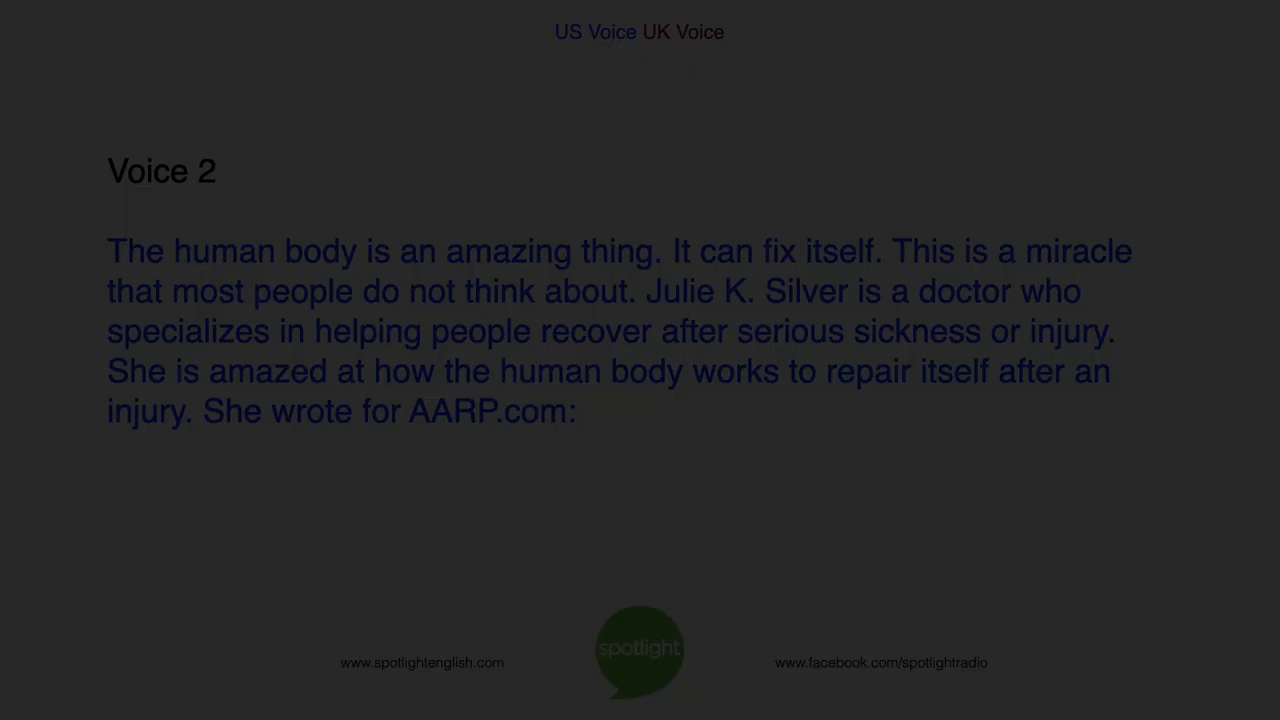 US Voice UK Voice
Voice 2
The human body is an amazing thing. It can fix itself. This is a miracle
that most people do not think about. Julie K. Silver is a doctor who
specializes in helping people recover after serious sickness or injury.
She is amazed at how the human body works to repair itself after an
injury. She wrote for AARP.com:
spotlight
www.spotlightenglish.com
www.facebook.com/spotlightradio